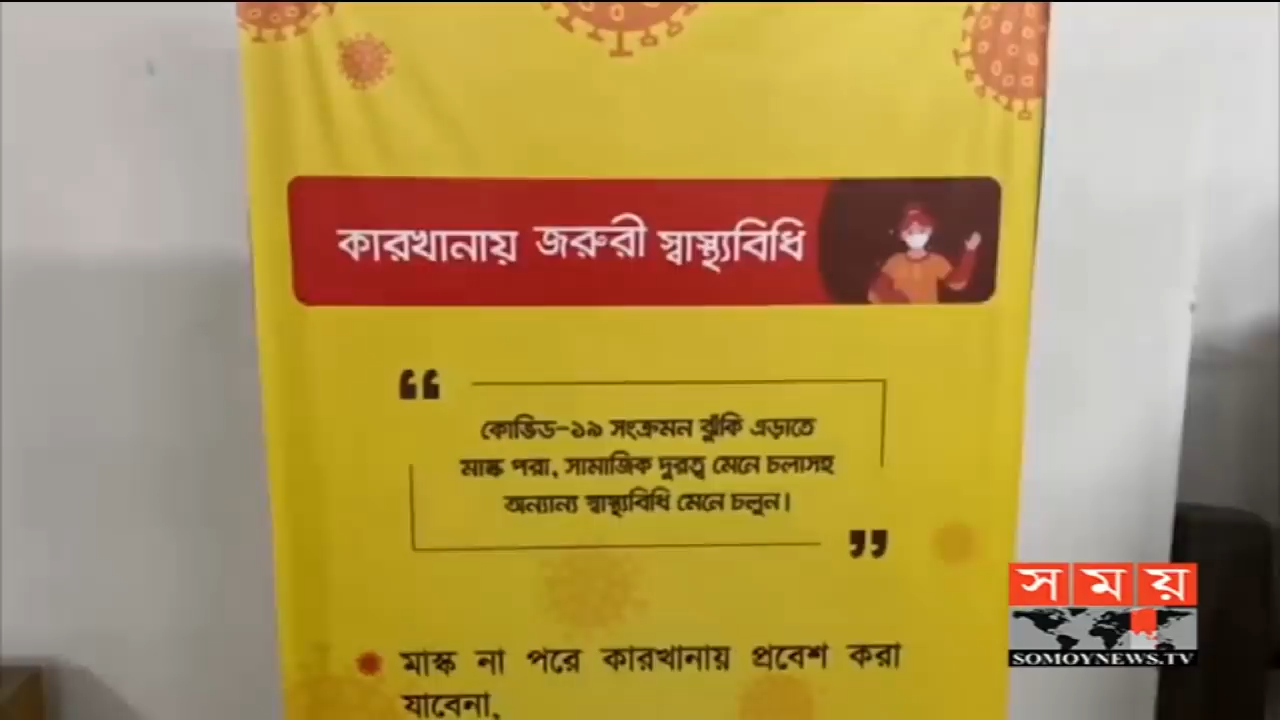 কারখানায় জরুরী স্বাস্থ্যবিধি
কোভিড-১৯ সংক্রমন ঝুঁকি এড়াতে
মাস্ক পরা, সামাজিক দুরত্ব মেনে চলাসহ
অন্যান্য স্বাস্থ্যবিধি মেনে চলুন।
মাস্ক না পরে কারখানায় প্রবেশ করা
যাবেনা,
সময়
SOMOYNEWS.TV